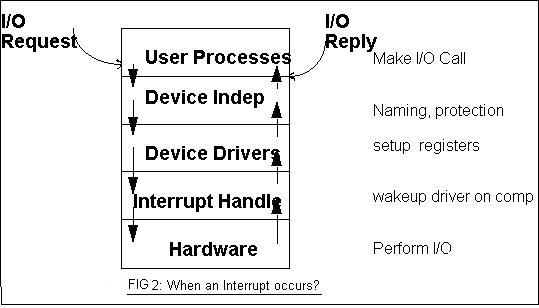 I/O
Request
I/O
Reply
User Processes
Make I/O Call
Device Indep
Naming, protection
Device Drivers
setup registers
Interrupt Handle
wakeup driver on comp
Hardware
Perform I/O
FIG 2: When an Interrupt occurs?